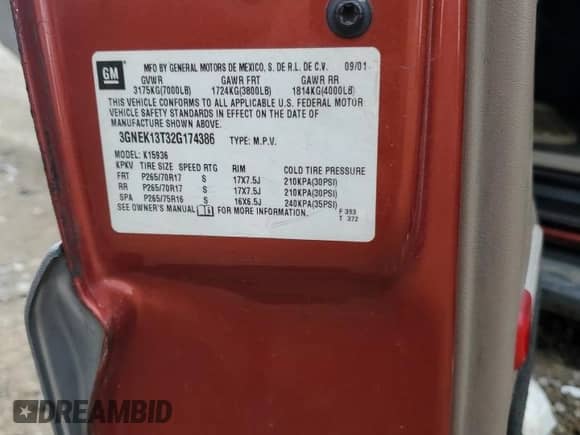 GM
MFG BY GENERAL MOTORS DE MEXICO, S. DE R.L. DE C.V. 09/01
GVWR GAWR FRT GAWR RR
3175KG(7000LB) 1724KG(3800LB) 1814KG(4000LB)
THIS VEHICLE CONFORMS TO ALL APPLICABLE U.S. FEDERAL MOTOR
VEHICLE SAFETY STANDARDS IN EFFECT ON THE DATE OF
MANUFACTURE SHOWN ABOVE.
3GNEK13T32G174386 TYPE: M.P.V.
MODEL: K15936
KPKV TIRE SIZE SPEED RTG RIM COLD TIRE PRESSURE
FRT P265/70R17 S 17X7.5J 210KPA(30PSI)
RR P265/70R17 S 17X7.5J 210KPA(30PSI)
SPA P265/75R16 S 16X6.5J 240KPA(35PSI)
SEE OWNER'S MANUAL FOR MORE INFORMATION. F 393
T 372
DREAMBID